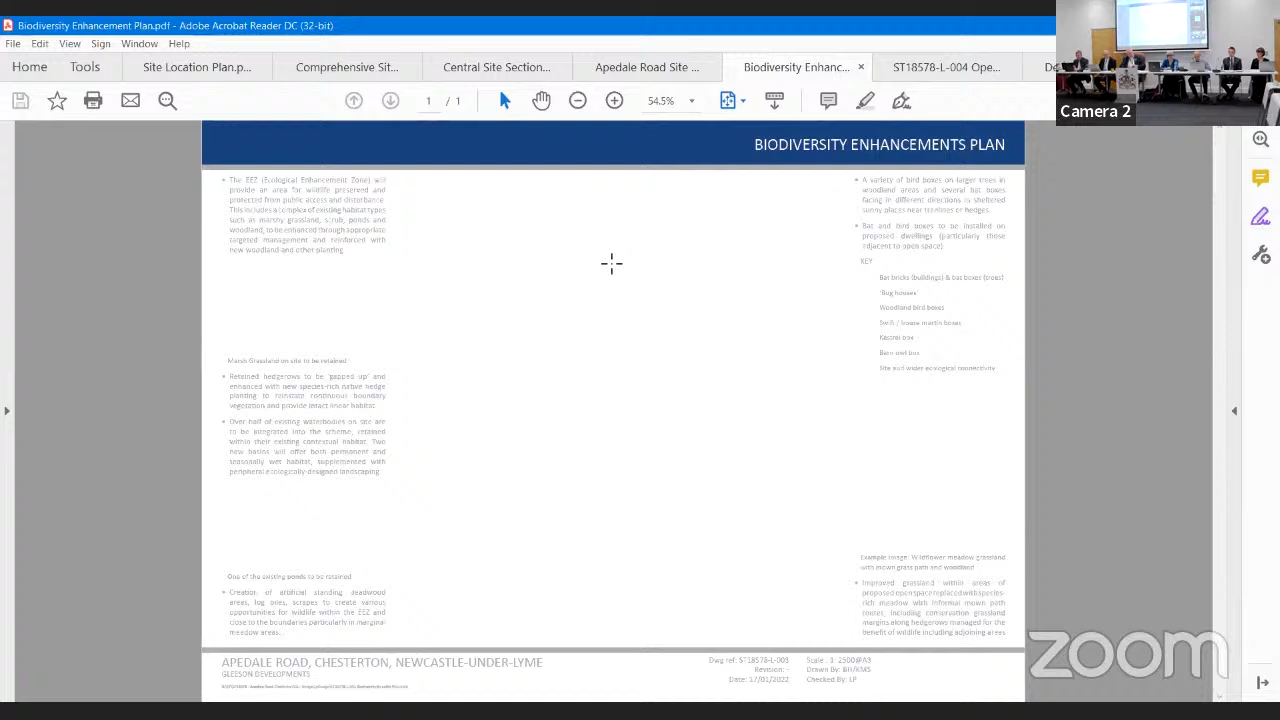 Biodiversity Enhancement Plan.pdf - Adobe Acrobat Reader DC (32-bit)
File Edit View Sign Window Help
Home Tools Site Location Plan.p... Comprehensive Sit... Central Site Section... Apedale Road Site ... Biodiversity Enhanc... × ST18578-L-004 Ope...
1 / 1 54.5%
Camera 2
BIODIVERSITY ENHANCEMENTS PLAN
• The EEZ (Ecological Enhancement Zone) will
provide an area for wildlife preserved and
protected from public access and disturbance.
This includes a complex of existing habitat types
such as marshy grassland, scrub, ponds and
woodland, to be enhanced through appropriate
targeted management and reinforced with
new woodland and other planting.
Marsh Grassland on site to be retained
• Retained hedgerows to be 'gapped up' and
enhanced with new species-rich native hedge
planting to reinstate continuous boundary
vegetation and provide intact linear habitat.
• Over half of existing waterbodies on site are
to be integrated into the scheme, retained
within their existing contextual habitat. Two
new basins will offer both permanent and
seasonally wet habitat, supplemented with
peripheral ecologically-designed landscaping.
One of the existing ponds to be retained
• Creation of artificial standing deadwood
areas, log piles, scrapes to create various
opportunities for wildlife within the EEZ and
close to the boundaries particularly in marginal
meadow areas.
• A variety of bird boxes on larger trees in
woodland areas and several bat boxes
facing in different directions in sheltered
sunny places near treelines or hedges.
• Bat and bird boxes to be installed on
proposed dwellings (particularly those
adjacent to open space)
KEY
Bat bricks (buildings) & bat boxes (trees)
'Bug houses'
Woodland bird boxes
Swift / house martin boxes
Kestrel box
Barn owl box
Site and wider ecological connectivity
Example image: Wildflower meadow grassland
with mown grass path and woodland
• Improved grassland within areas of
proposed open space replaced with species-
rich meadow with informal mown path
routes, including conservation grassland
margins along hedgerows managed for the
benefit of wildlife including adjoining areas
APEDALE ROAD, CHESTERTON, NEWCASTLE-UNDER-LYME
GLEESON DEVELOPMENTS
Dwg ref: ST18578-L-003
Revision: -
Date: 17/01/2022
Scale : 1: 2500@A3
Drawn By: BH/KMS
Checked By: LP
zoom